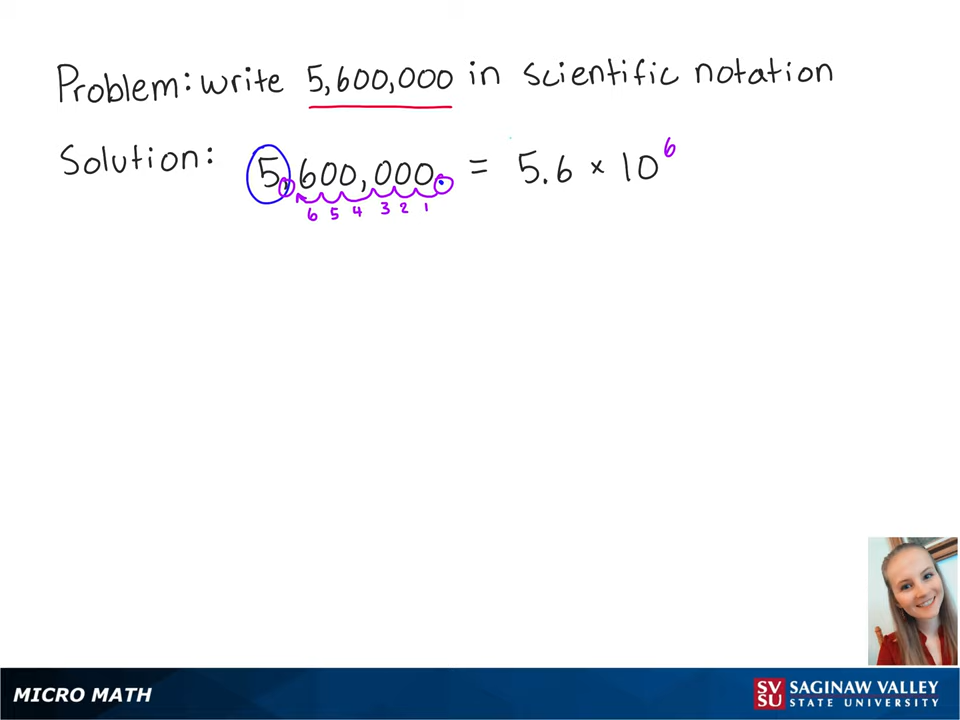 Problem: write 5,600,000 in scientific notation
Solution: 5,600,000. = 5.6 × 10⁶
6 5 4 3 2 1
MICRO MATH
SV SU SAGINAW VALLEY
STATE UNIVERSITY